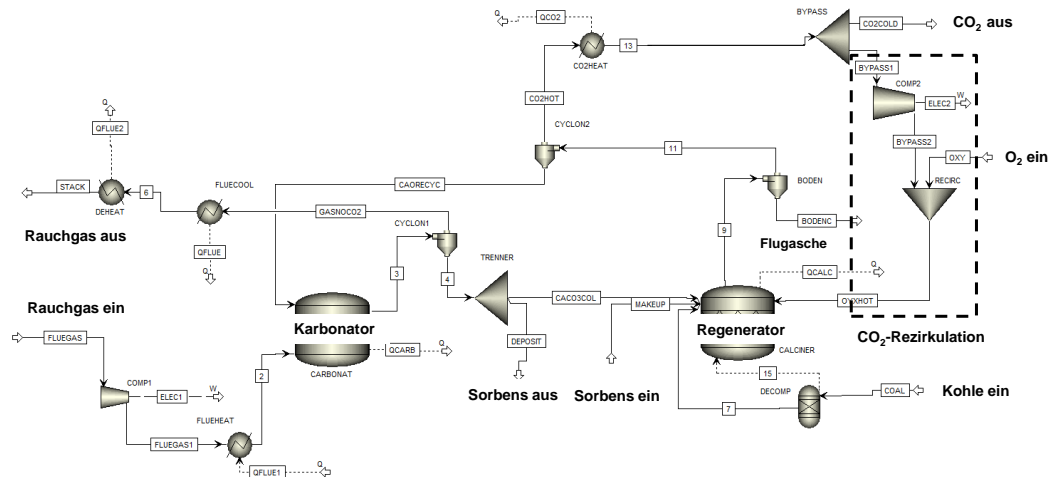 Q
QCO2
CO2HEAT
13
BYPASS
CO2COLD
CO₂ aus
BYPASS1
COMP2
W
ELEC2
BYPASS2
OXY
O₂ ein
RECIRC
CO2HOT
CYCLON2
11
BODEN
BODENC
Flugasche
9
Q
QFLUE2
STACK
DEHEAT
6
FLUECOOL
Rauchgas aus
QFLUE
Q
CAORECYC
GASNOCO2
CYCLON1
3
4
TRENNER
CACO3COL
MAKEUP
DEPOSIT
Sorbens aus
Sorbens ein
QCALC
Q
Regenerator
CALCINER
OXXHOT
CO₂-Rezirkulation
15
DECOMP
COAL
Kohle ein
7
Rauchgas ein
FLUEGAS
COMP1
W
ELEC1
FLUEGAS1
FLUEHEAT
2
QFLUE1
Q
Karbonator
CARBONAT
QCARB
Q